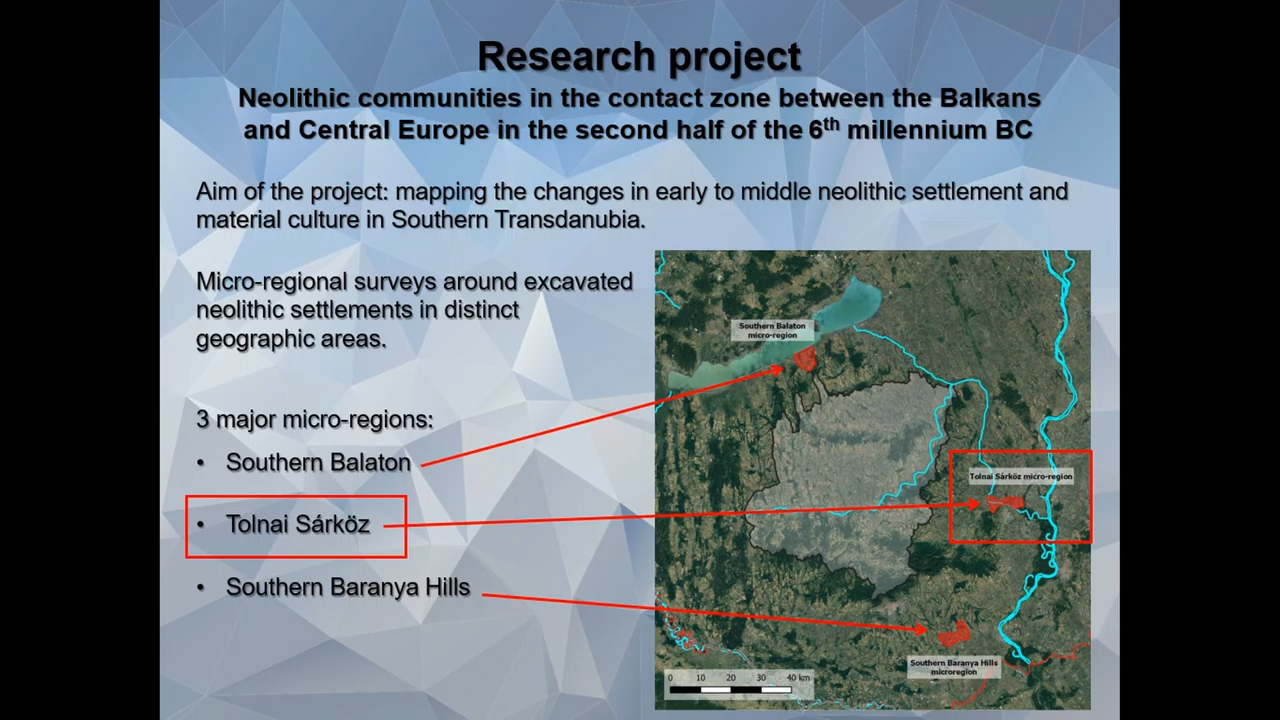 Research project
Neolithic communities in the contact zone between the Balkans
and Central Europe in the second half of the 6th millennium BC
Aim of the project: mapping the changes in early to middle neolithic settlement and
material culture in Southern Transdanubia.
Micro-regional surveys around excavated
neolithic settlements in distinct
geographic areas.
3 major micro-regions:
• Southern Balaton
• Tolnai Sárköz
• Southern Baranya Hills
Southern Balaton
micro-region
Tolnai Sárköz micro-region
Southern Baranya Hills
microregion
0 10 20 30 40 km